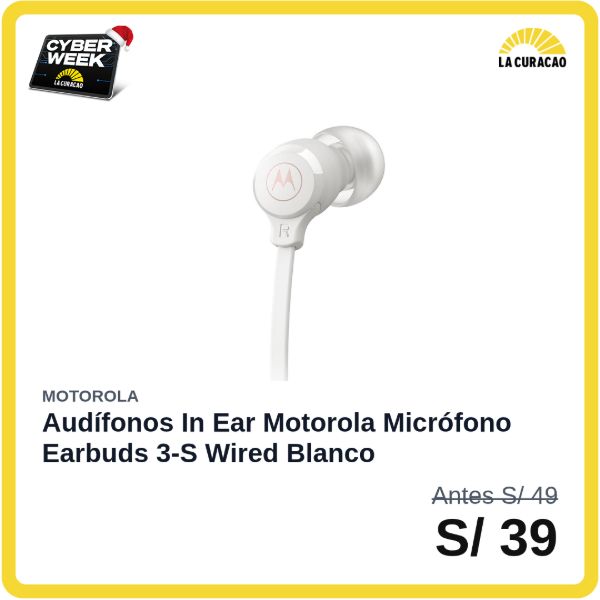 CYBER
WEEK
LA CURACAO
LA CURACAO
R
MOTOROLA
Audífonos In Ear Motorola Micrófono
Earbuds 3-S Wired Blanco
Antes S/ 49
S/ 39